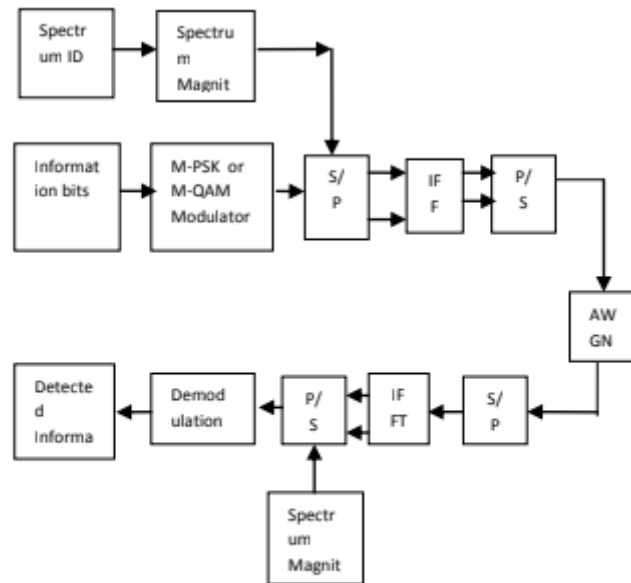 Spectr
um ID
Spectru
m
Magnit
Informat
ion bits
M-PSK or
M-QAM
Modulator
S/
P
IF
F
P/
S
AW
GN
Detecte
d
Informa
Demod
ulation
P/
S
IF
FT
S/
P
Spectr
um
Magnit